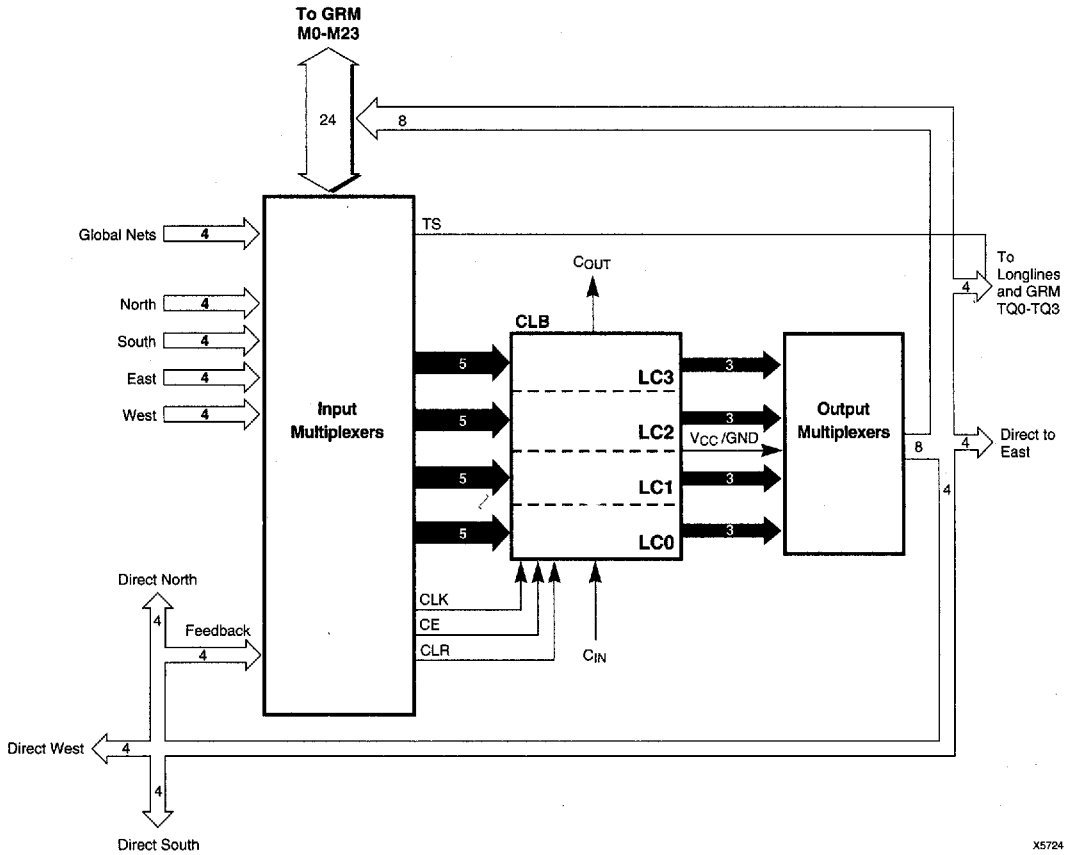 To GRM
M0-M23
24
8
Global Nets
4
TS
North
4
South
4
East
4
West
4
Input
Multiplexers
COUT
CLB
5
5
5
5
LC3
LC2
LC1
LC0
3
3
VCC /GND
3
3
Output
Multiplexers
8
4
To
Longlines
and GRM
TQ0-TQ3
4
Direct to
East
4
CLK
CE
CLR
CIN
Direct North
4
Feedback
4
Direct West
4
4
Direct South
X5724